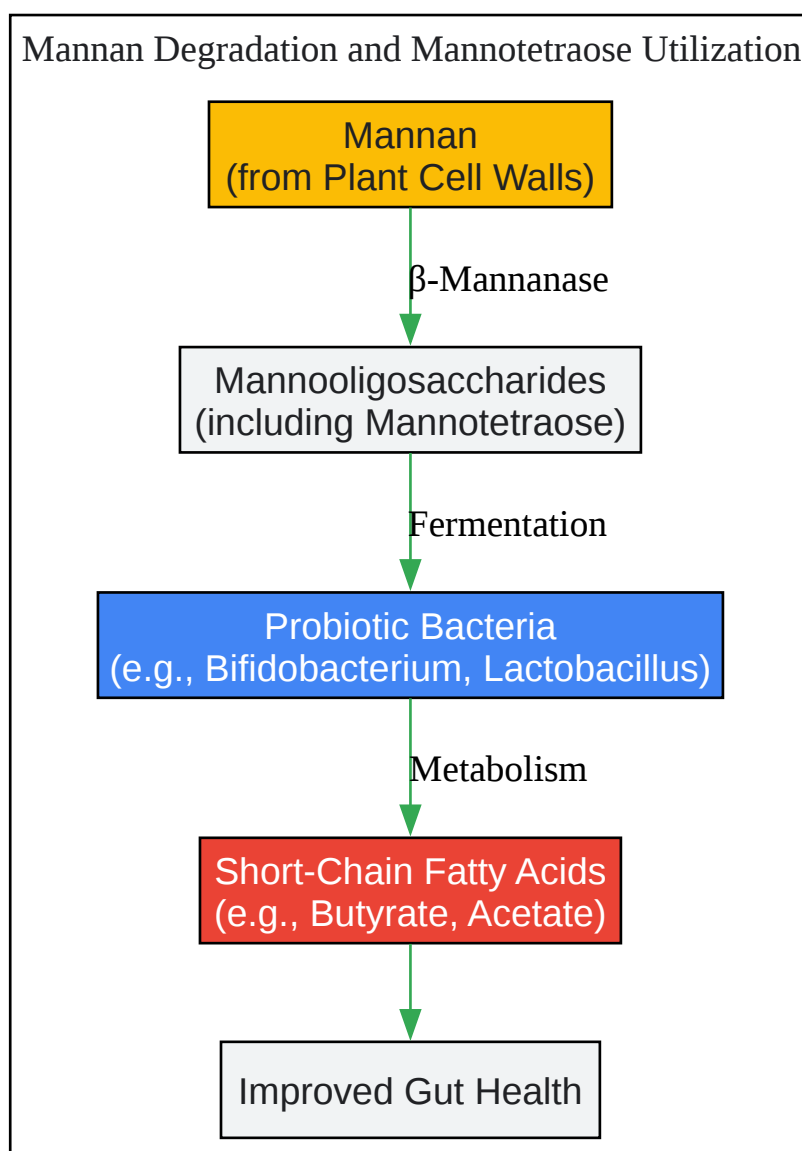 Mannan Degradation and Mannotetraose Utilization
Mannan
(from Plant Cell Walls)
β-Mannanase
Mannooligosaccharides
(including Mannotetraose)
Fermentation
Probiotic Bacteria
(e.g., Bifidobacterium, Lactobacillus)
Metabolism
Short-Chain Fatty Acids
(e.g., Butyrate, Acetate)
Improved Gut Health